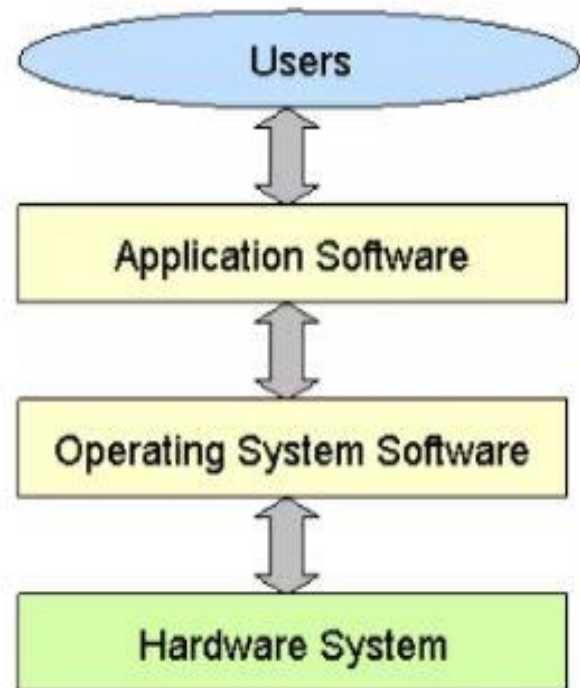 Users
Application Software
Operating System Software
Hardware System